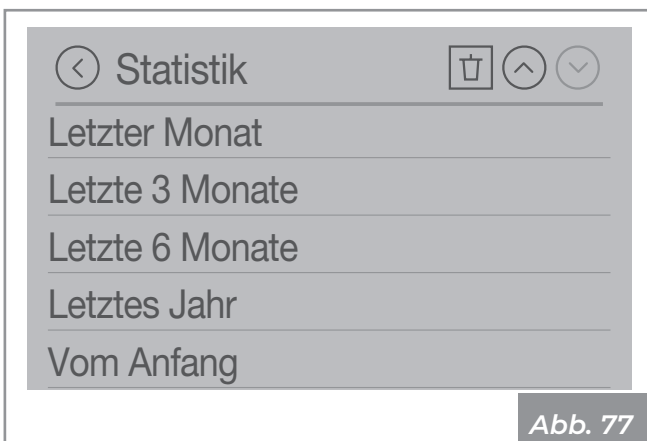 Statistik
Letzter Monat
Letzte 3 Monate
Letzte 6 Monate
Letztes Jahr
Vom Anfang
Abb. 77